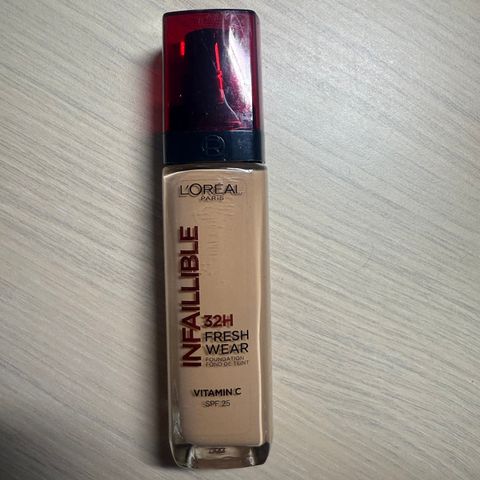 L'ORÉAL
PARIS
INFAILLIBLE
32H
FRESH
WEAR
FOUNDATION
FOND DE TEINT
VITAMIN C
SPF 25